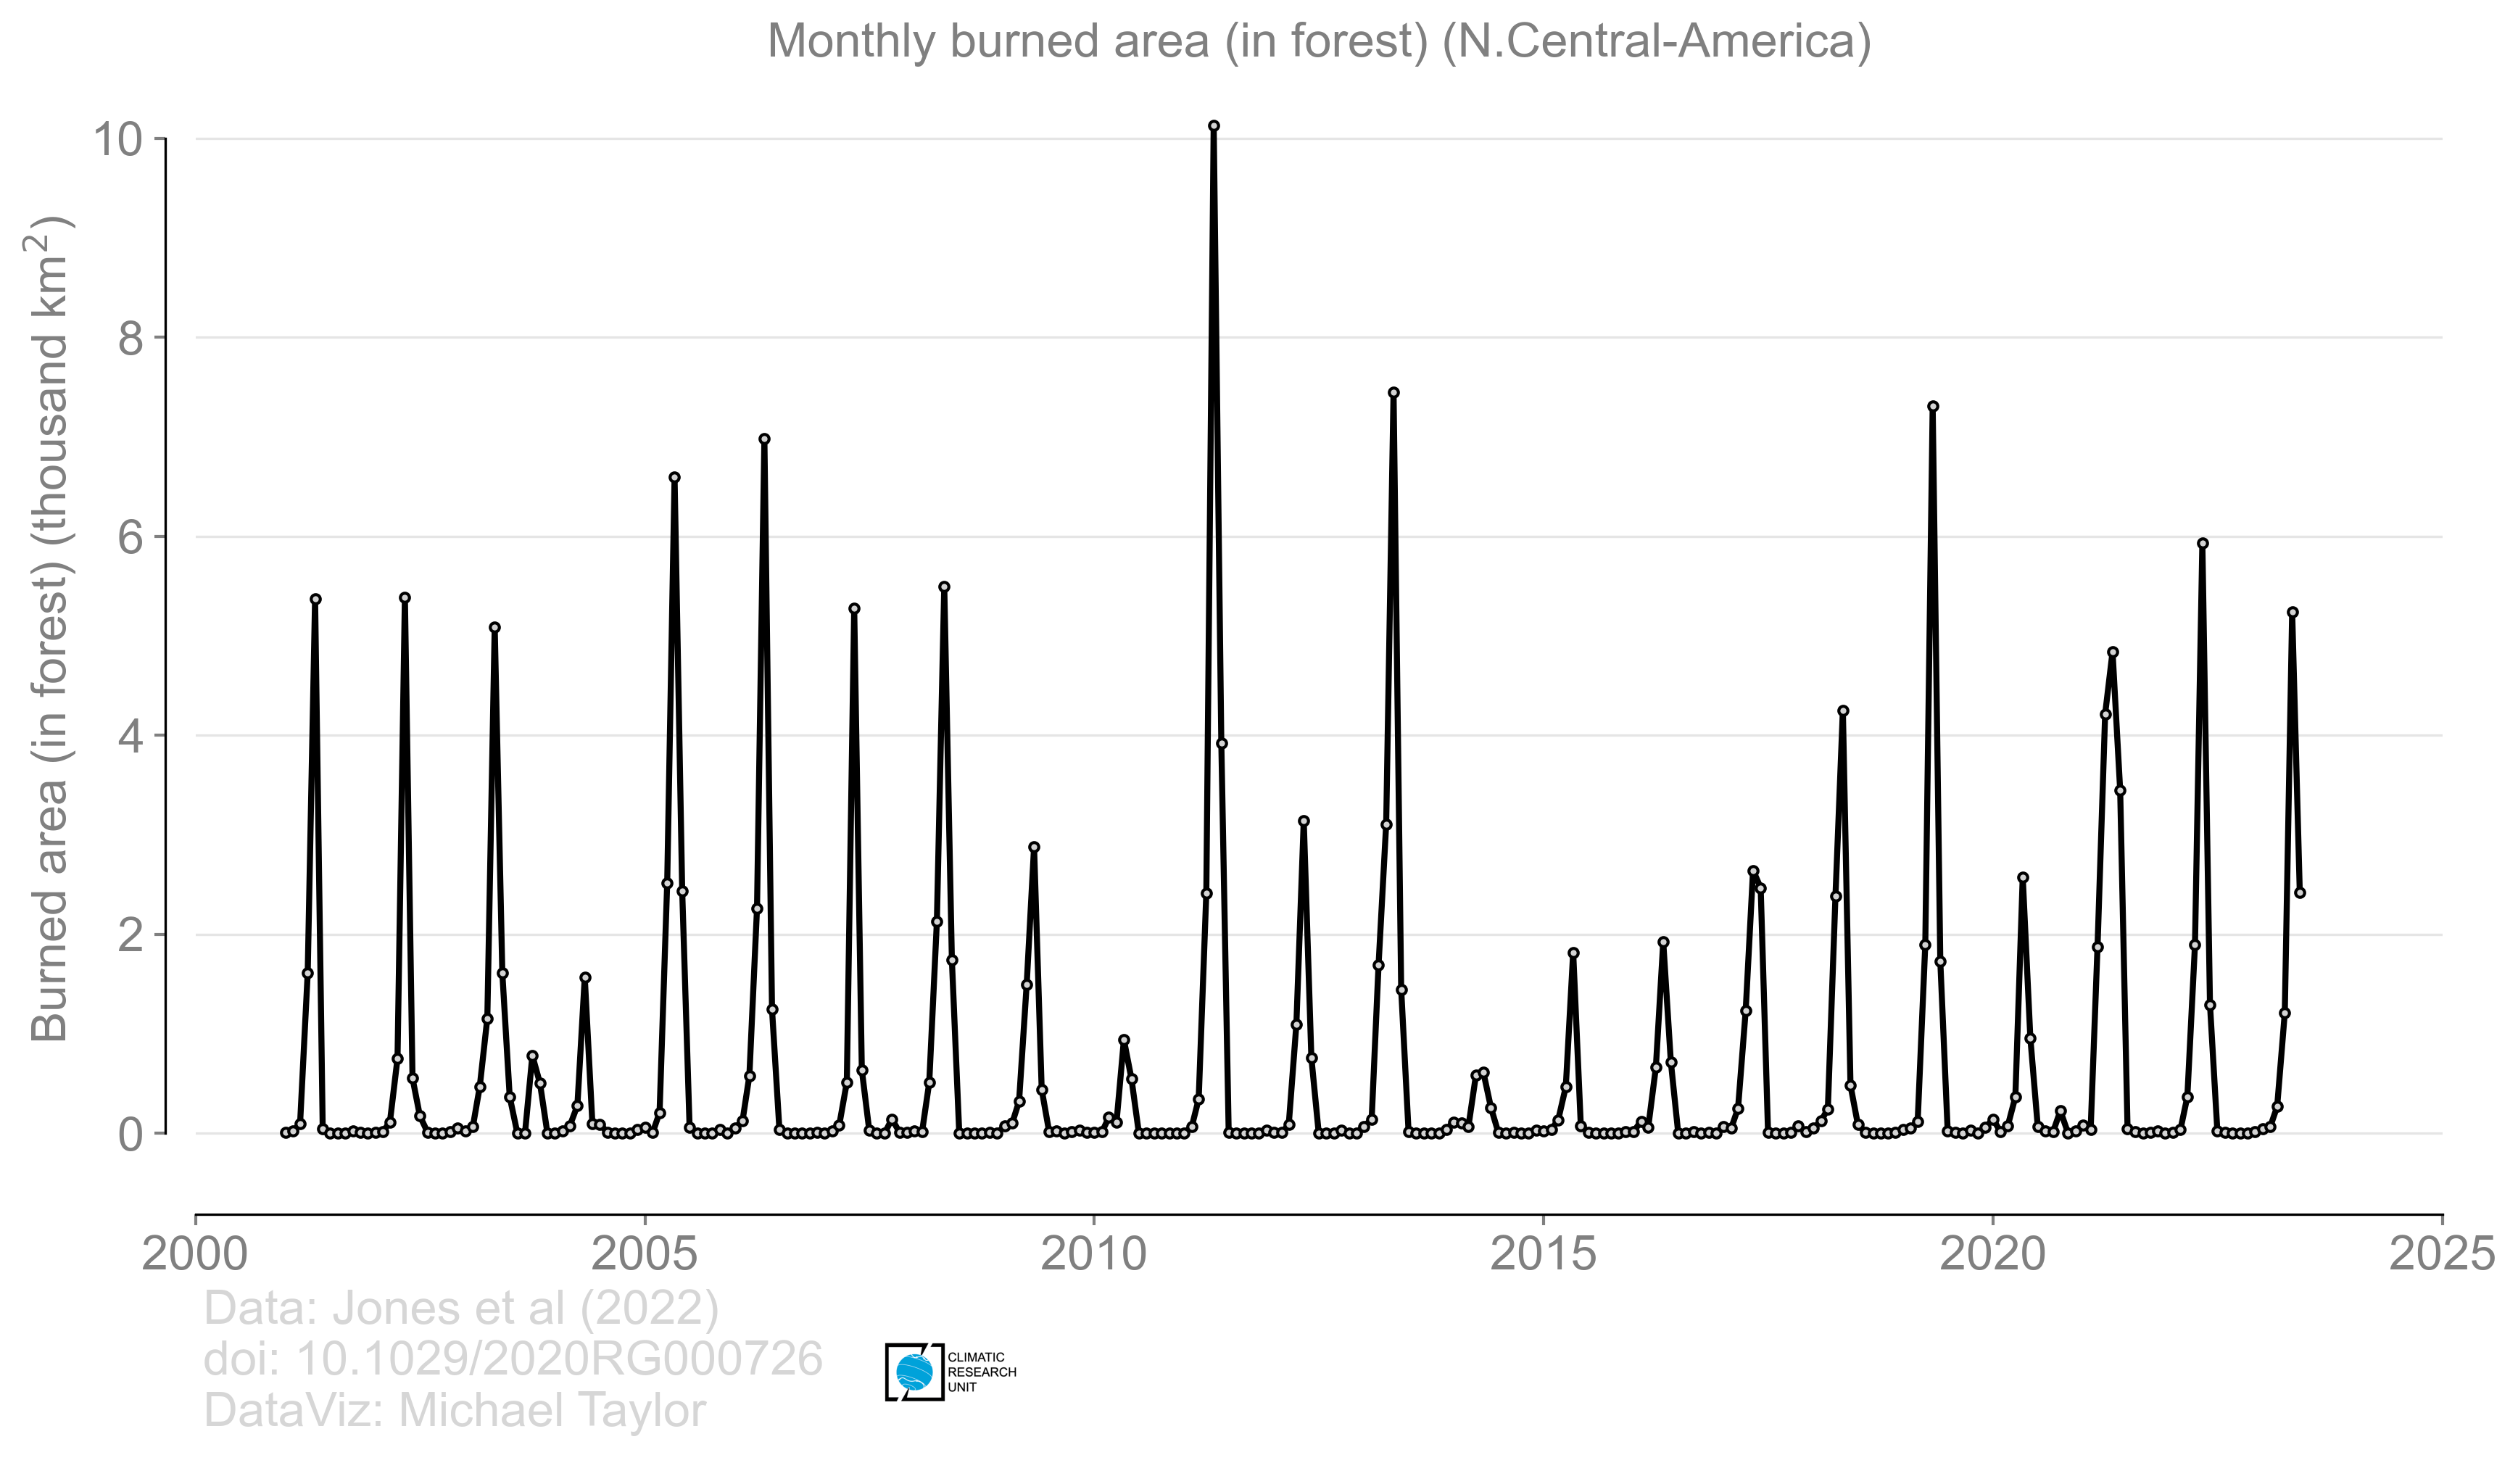 Monthly burned area (in forest) (N.Central-America)
Burned area (in forest) (thousand km²)
10
8
6
4
2
0
2000
2005
2010
2015
2020
2025
Data: Jones et al (2022)
doi: 10.1029/2020RG000726
DataViz: Michael Taylor
CLIMATIC
RESEARCH
UNIT